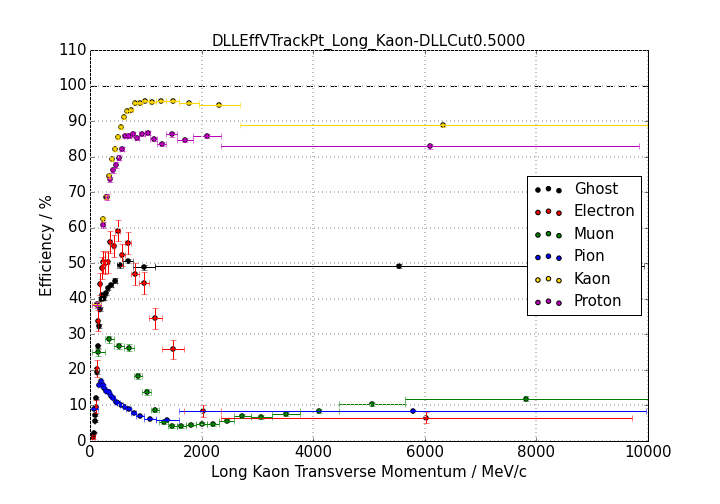 DLLEffVTrackPt_Long_Kaon-DLLCut0.5000
110
100
90
80
70
60
50
40
30
20
10
0
Efficiency / %
Ghost
Electron
Muon
Pion
Kaon
Proton
0 2000 4000 6000 8000 10000
Long Kaon Transverse Momentum / MeV/c